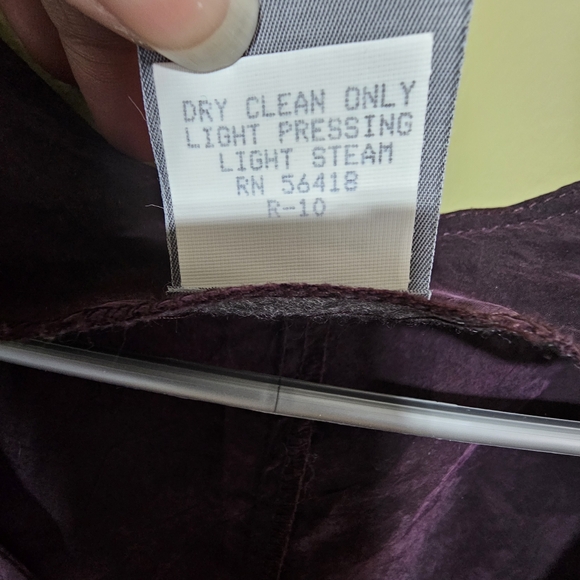 DRY CLEAN ONLY
LIGHT PRESSING
LIGHT STEAM
RN 56418
R-10